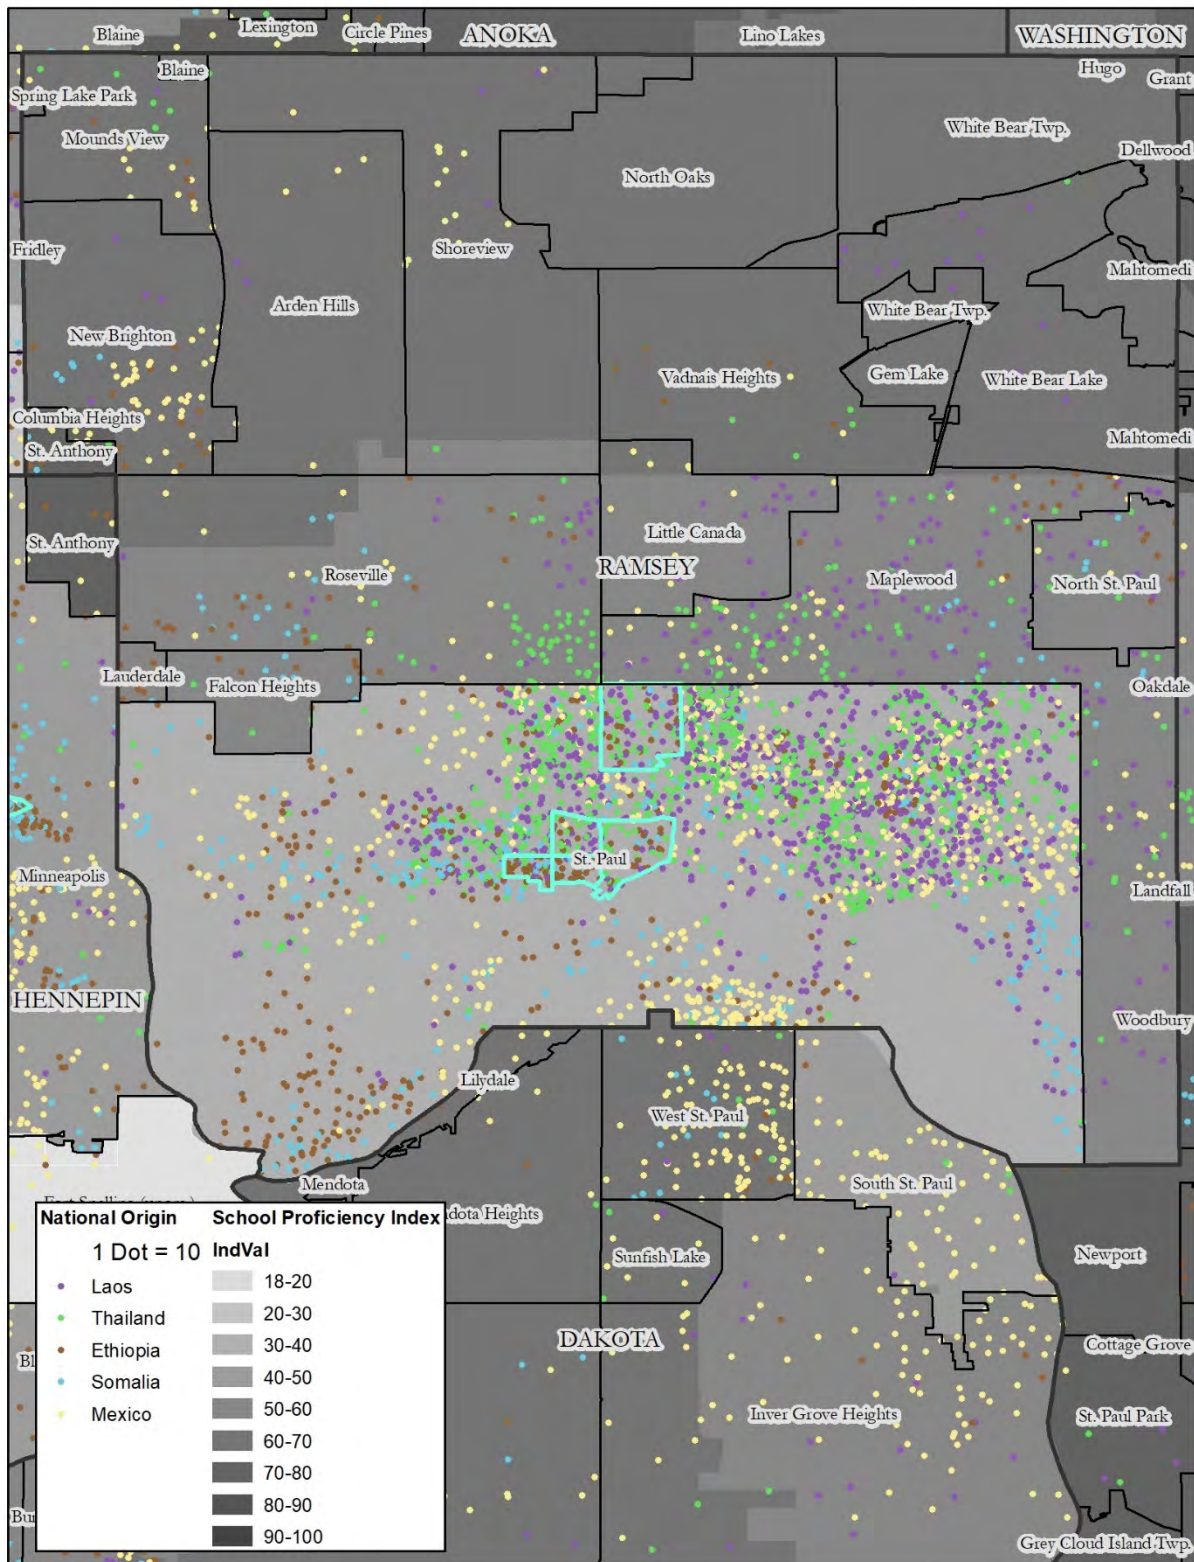 Blaine
Lexington
Circle Pines
ANOKA
Lino Lakes
WASHINGTON
Blaine
Hugo
Grant
Spring Lake Park
Mounds View
White Bear Twp.
Dellwood
North Oaks
Fridley
Shoreview
Mahtomedi
Arden Hills
White Bear Twp.
New Brighton
Vadnais Heights
Gem Lake
White Bear Lake
Columbia Heights
Mahtomedi
St. Anthony
St. Anthony
Little Canada
Roseville
RAMSEY
Maplewood
North St. Paul
Lauderdale
Falcon Heights
Oakdale
St. Paul
Minneapolis
Landfall
HENNEPIN
Woodbury
Lilydale
West St. Paul
Mendota
South St. Paul
dota Heights
Sunfish Lake
Newport
DAKOTA
Cottage Grove
Inver Grove Heights
St. Paul Park
Grey Cloud Island Twp.
National Origin
1 Dot = 10
Laos
Thailand
Ethiopia
Somalia
Mexico
School Proficiency Index
IndVal
18-20
20-30
30-40
40-50
50-60
60-70
70-80
80-90
90-100
Bl
Bu